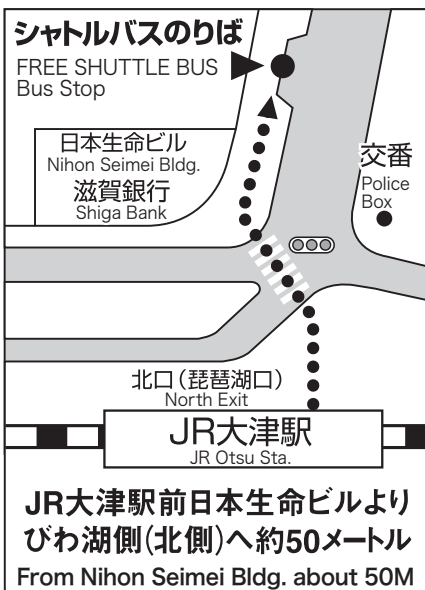 シャトルバスのりば
FREE SHUTTLE BUS
Bus Stop
日本生命ビル
Nihon Seimei Bldg.
滋賀銀行
Shiga Bank
交番
Police
Box
北口（琵琶湖口）
North Exit
JR大津駅
JR Otsu Sta.
JR大津駅前日本生命ビルより
びわ湖側(北側)へ約50メートル
From Nihon Seimei Bldg. about 50M